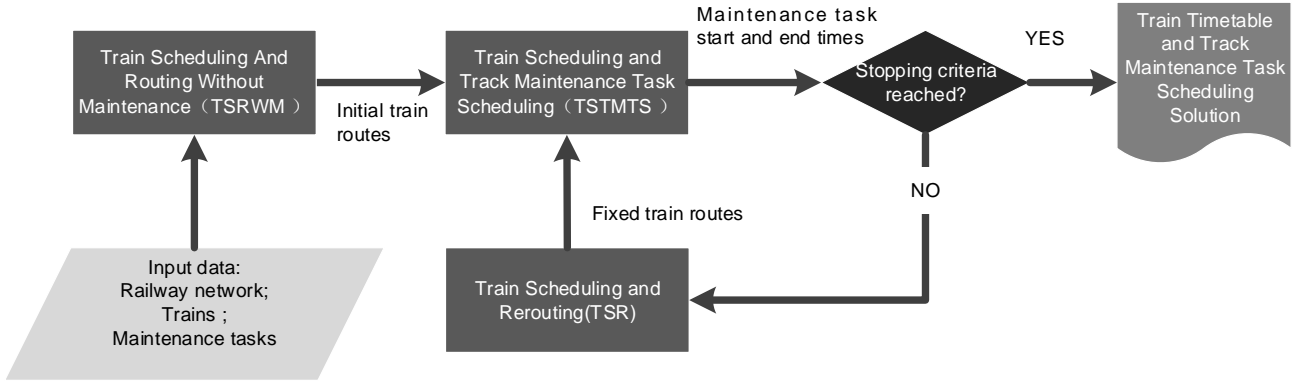 Train Scheduling And
Routing Without
Maintenance（TSRWM ）
Initial train
routes
Train Scheduling and
Track Maintenance Task
Scheduling (TSTMTS ）
Maintenance task
start and end times
Stopping criteria
reached?
YES
Train Timetable
and Track
Maintenance Task
Scheduling
Solution
NO
Fixed train routes
Train Scheduling and
Rerouting(TSR)
Input data:
Railway network;
Trains ;
Maintenance tasks